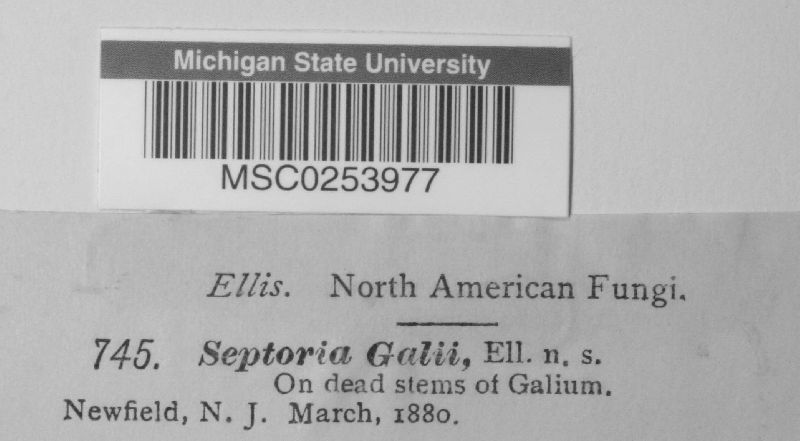 Michigan State University
MSC0253977
Ellis. North American Fungi.
745. Septoria Galii, Ell. n. s.
On dead stems of Galium.
Newfield, N. J. March, 1880.